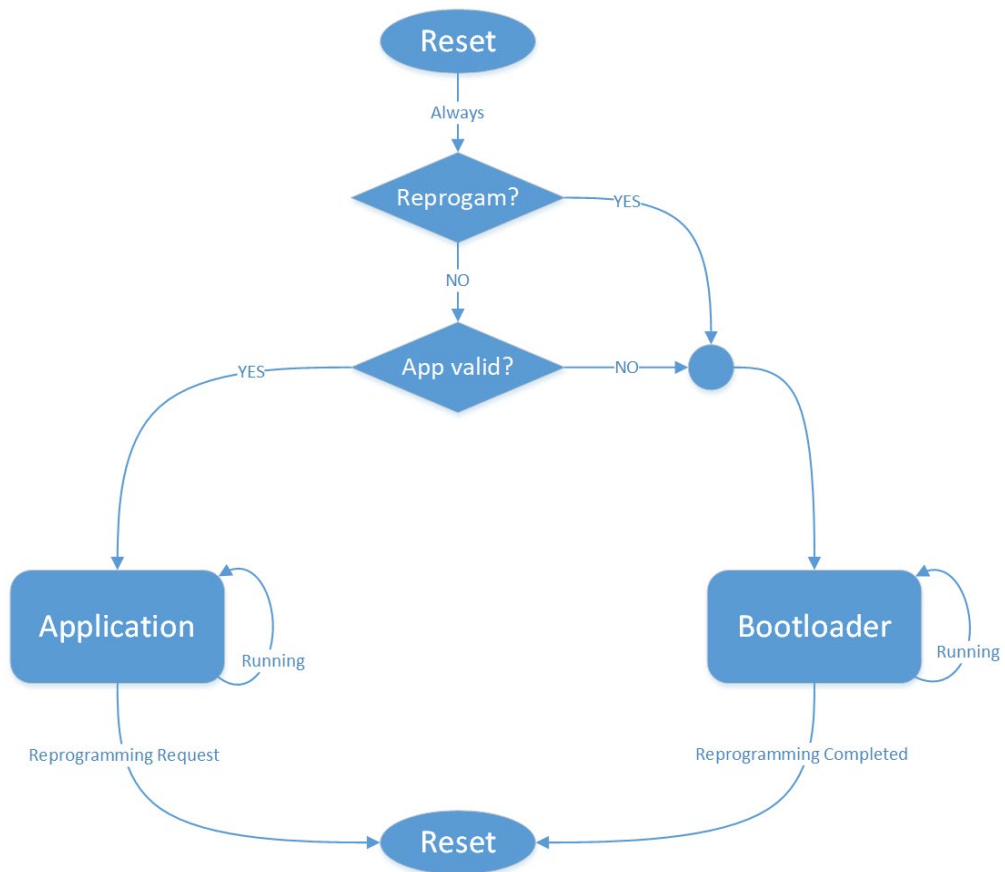 Reset
Always
Reprogam?
YES
NO
App valid?
YES
NO
Application
Running
Bootloader
Running
Reprogramming Request
Reprogramming Completed
Reset